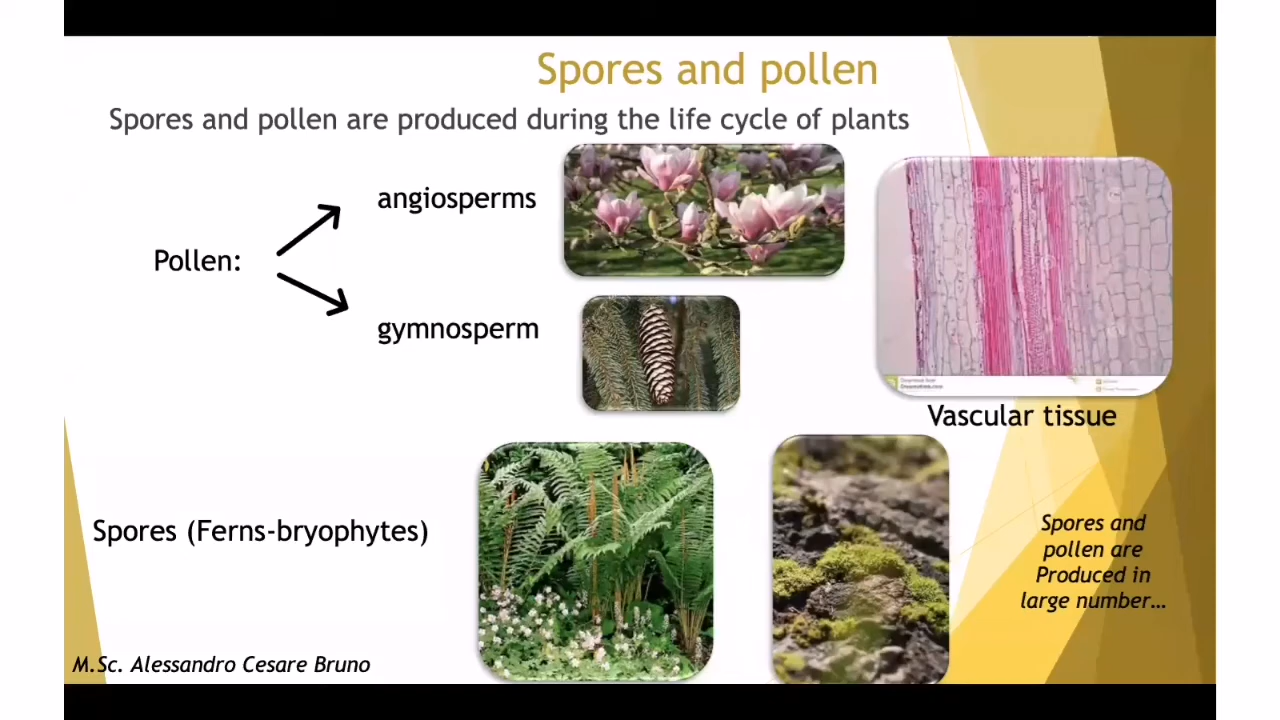 Spores and pollen
Spores and pollen are produced during the life cycle of plants
angiosperms
Pollen:
gymnosperm
Vascular tissue
Spores (Ferns-bryophytes)
Spores and
pollen are
Produced in
large number…
M.Sc. Alessandro Cesare Bruno